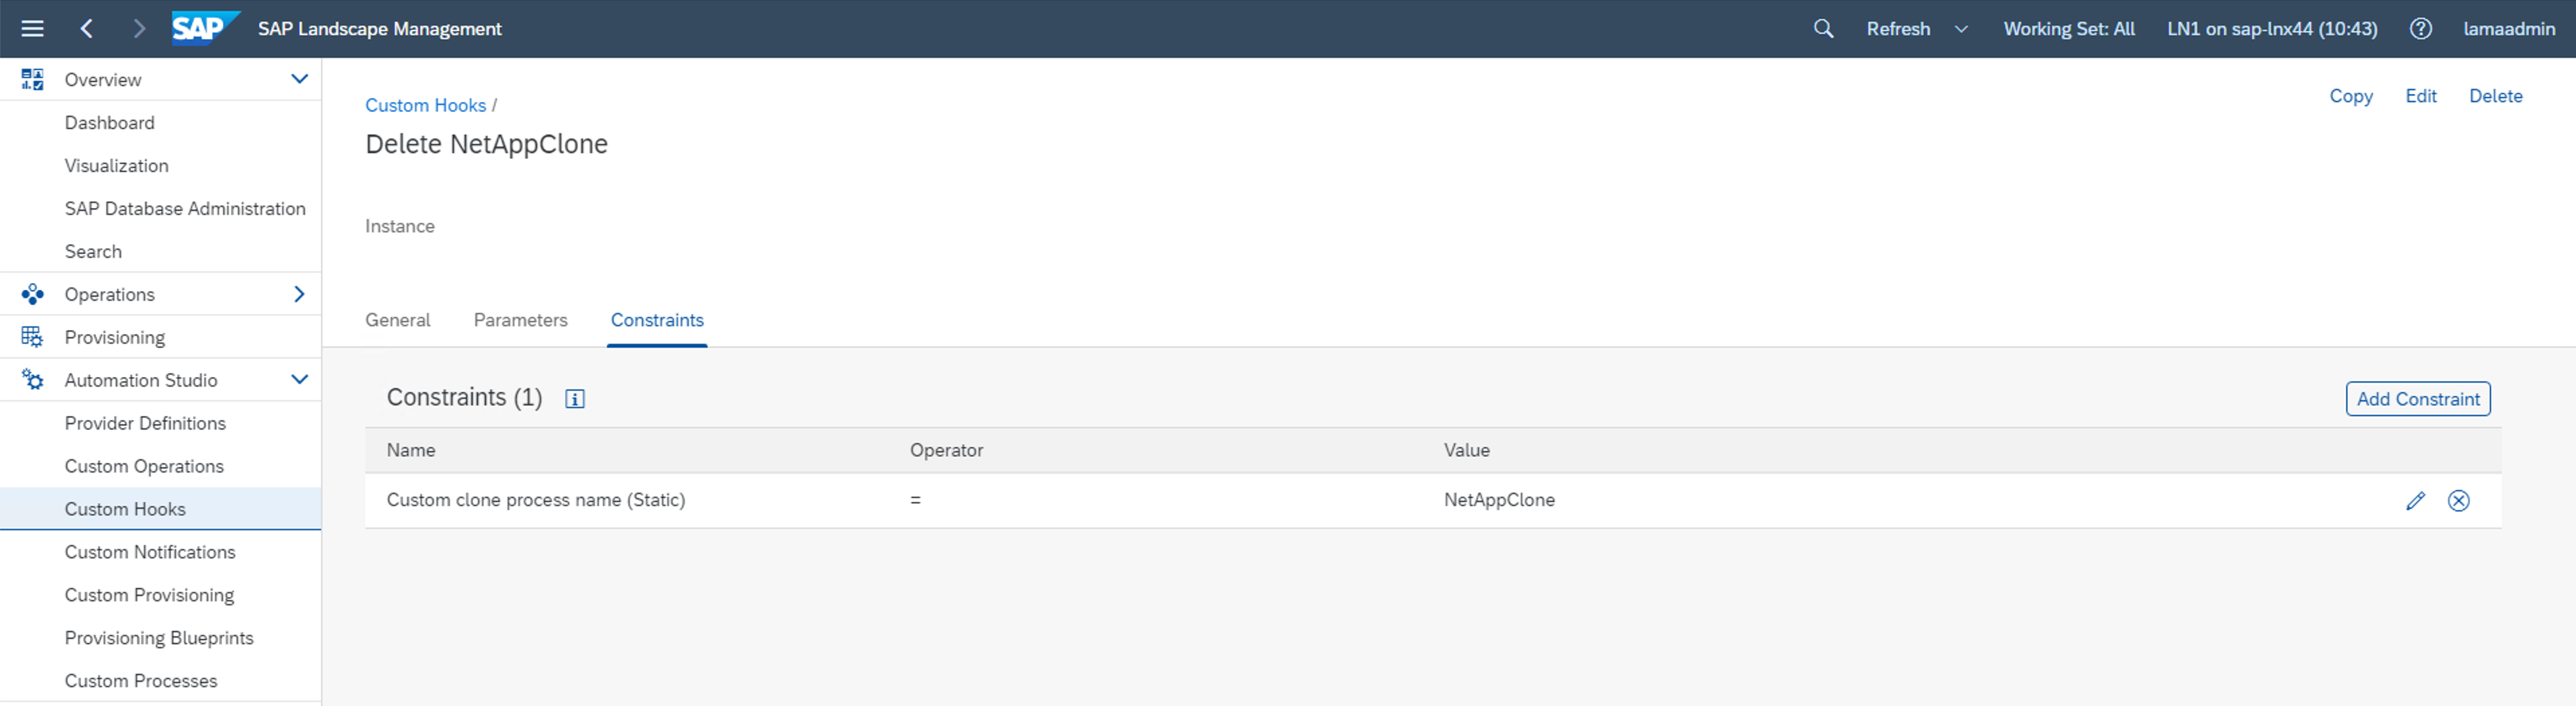 SAP SAP Landscape Management Refresh Working Set: All LN1 on sap-lnx44 (10:43) lamaadmin
Overview
Dashboard
Visualization
SAP Database Administration
Search
Operations
Provisioning
Automation Studio
Provider Definitions
Custom Operations
Custom Hooks
Custom Notifications
Custom Provisioning
Provisioning Blueprints
Custom Processes
Custom Hooks /
Copy Edit Delete
Delete NetAppClone
Instance
General Parameters Constraints
Constraints (1) Add Constraint
Name Operator Value
Custom clone process name (Static) = NetAppClone